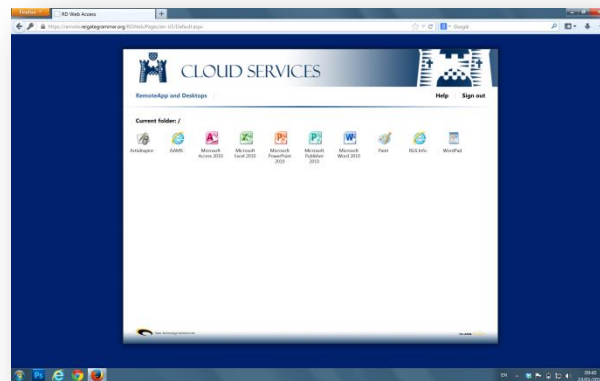 Firefox
RD Web Access
https://remote.reigategrammar.org/RDWeb/Pages/en-US/Default.aspx
Google
CLOUD SERVICES
RemoteApp and Desktops
Help Sign out
Current folder: /
ActivInspire
iSAMS
Microsoft Access 2010
Microsoft Excel 2010
Microsoft PowerPoint 2010
Microsoft Publisher 2010
Microsoft Word 2010
Paint
RGS Info
WordPad
Ps
EN
09:40